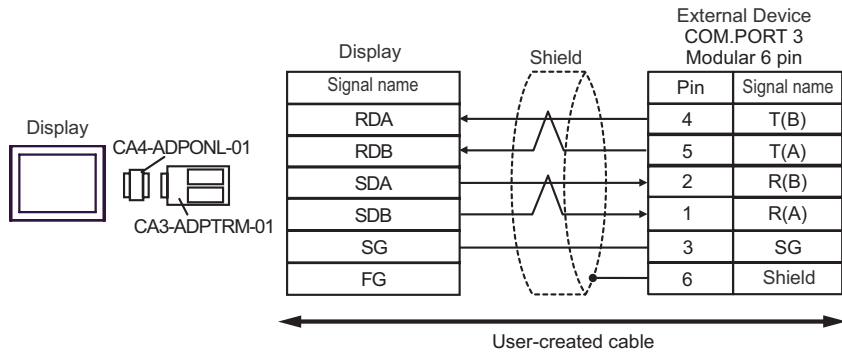 External Device
COM.PORT 3
Modular 6 pin
Display
Shield
Signal name
Pin Signal name
RDA 4 T(B)
RDB 5 T(A)
SDA 2 R(B)
SDB 1 R(A)
SG 3 SG
FG 6 Shield
Display
CA4-ADPONL-01
CA3-ADPTRM-01
User-created cable